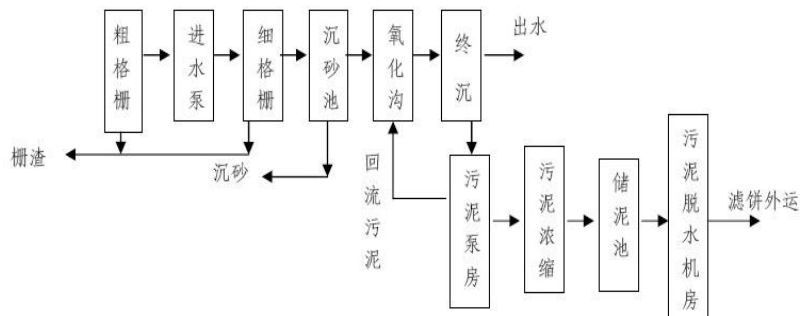 粗格栅
进水泵
细格栅
沉砂池
氧化沟
终沉
出水
栅渣
沉砂
回流污泥
污泥泵房
污泥浓缩
储泥池
污泥脱水机房
滤饼外运